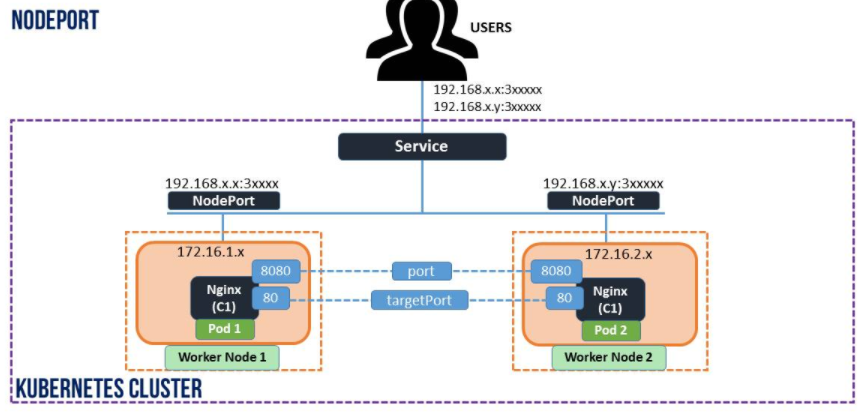 NODEPORT
USERS
192.168.x.x:3xxxxx
192.168.x.y:3xxxxx
Service
192.168.x.x:3xxxx
192.168.x.y:3xxxxx
NodePort
NodePort
172.16.1.x
172.16.2.x
8080
port
8080
Nginx
(C1)
80
targetPort
80
Nginx
(C1)
Pod 1
Pod 2
Worker Node 1
Worker Node 2
KUBERNETES CLUSTER